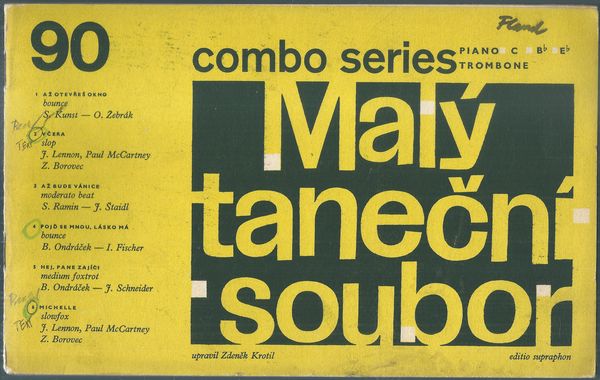 90
1 AŽ OTEVŘEŠ OKNO
bounce
S. Kunst — O. Žebrák
2 VČERA
slop
J. Lennon, Paul McCartney
Z. Borovec
3 AŽ BUDE VÁNICE
moderato beat
S. Ramin — J. Štaidl
4 POJĎ SE MNOU, LÁSKO MÁ
bounce
B. Ondráček — I. Fischer
5 HEJ, PANE ZAJÍCI
medium foxtrot
B. Ondráček — J. Schneider
6 MICHELLE
slowfox
J. Lennon, Paul McCartney
Z. Borovec
TEXT
TEXT
combo series
PIANO C B♭ E♭
TROMBONE
Malý
taneční
soubor
upravil Zdeněk Krotil
editio supraphon